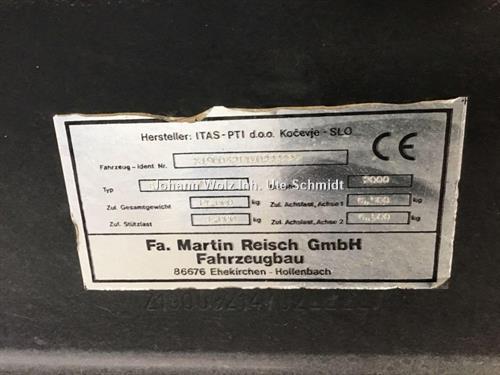 Hersteller: ITAS-PTI d.o.o. Kočevje - SLO
CE
Fahrzeug - Ident. Nr.
Typ 2000
Johann Wolz Inh. Ute Schmidt
Zul. Gesamtgewicht kg Zul. Achslast, Achse 1 kg
Zul. Stützlast kg Zul. Achslast, Achse 2 kg
Fa. Martin Reisch GmbH
Fahrzeugbau
86676 Ehekirchen - Hollenbach